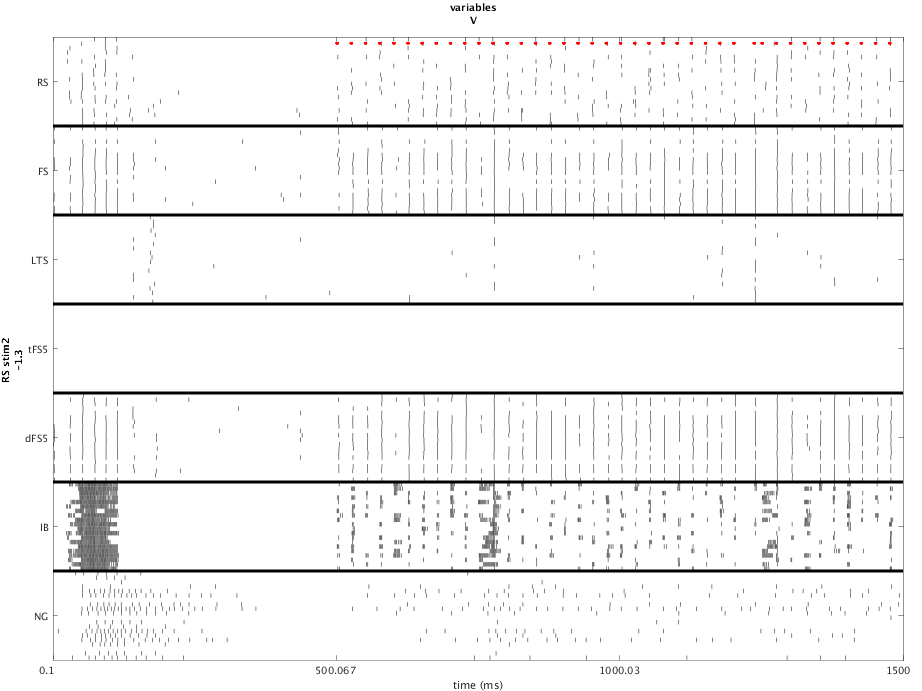 variables
V
RS
FS
LTS
RS stim2
-1.3
tFS5
dFS5
IB
NG
0.1 500.067 1000.03 1500
time (ms)